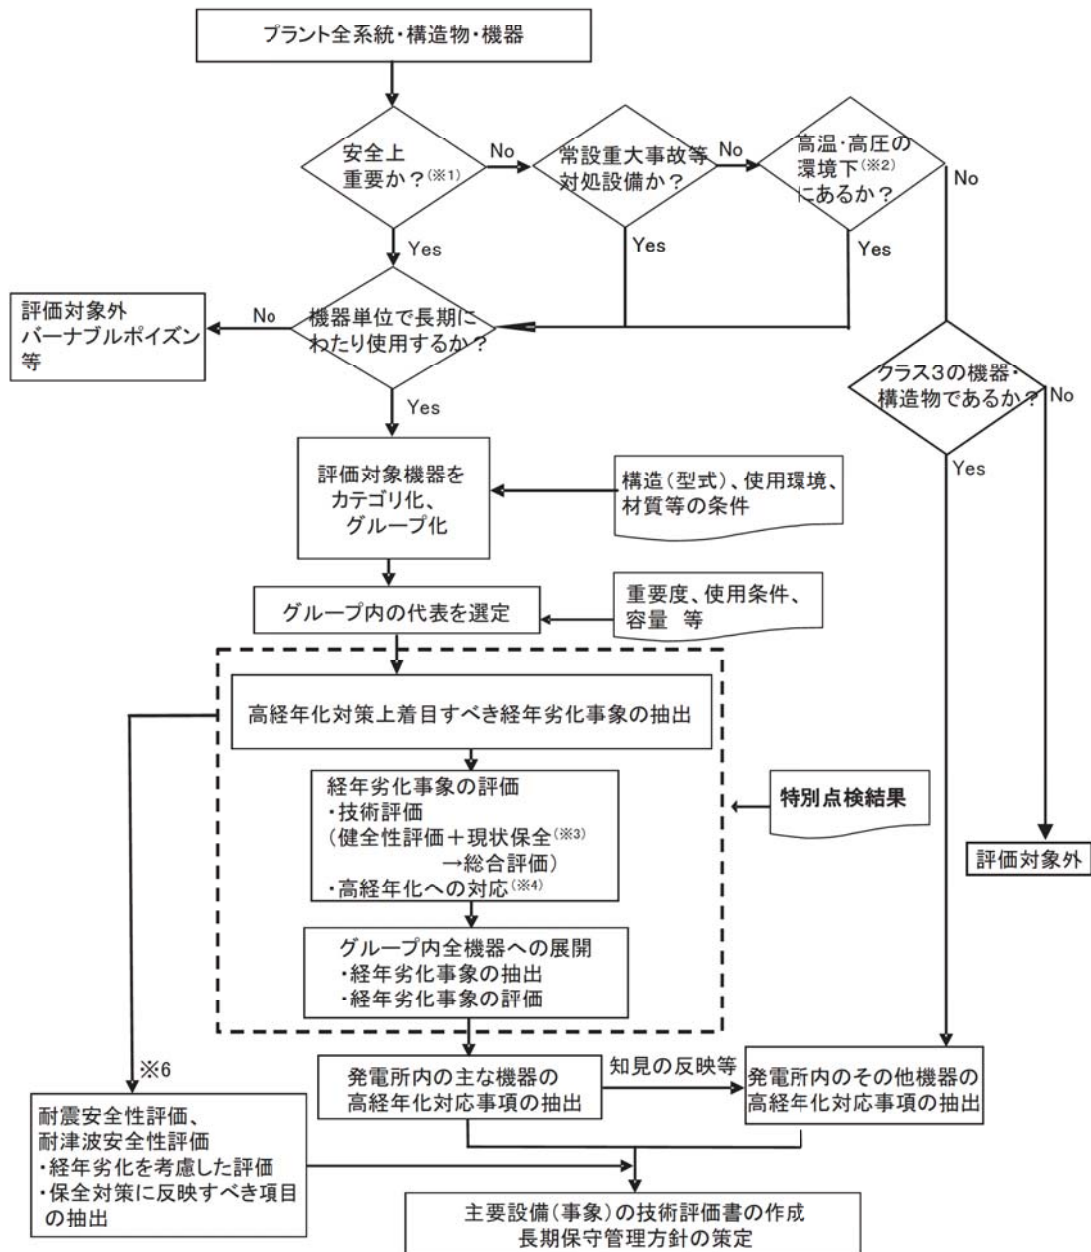 プラント全系統・構造物・機器
安全上
重要か？(※1)
No
常設重大事故等
対処設備か？
No
高温・高圧の
環境下(※2)
にあるか？
No
Yes
Yes
Yes
評価対象外
バーナブルポイズン
等
No
機器単位で長期に
わたり使用するか？
クラス３の機器・
構造物であるか？
No
Yes
Yes
評価対象機器を
カテゴリ化、
グループ化
構造（型式）、使用環境、
材質等の条件
グループ内の代表を選定
重要度、使用条件、
容量　等
高経年化対策上着目すべき経年劣化事象の抽出
経年劣化事象の評価
・技術評価
（健全性評価＋現状保全(※3)
→総合評価）
・高経年化への対応(※4)
特別点検結果
評価対象外
グループ内全機器への展開
・経年劣化事象の抽出
・経年劣化事象の評価
※6
発電所内の主な機器の
高経年化対応事項の抽出
知見の反映等
発電所内のその他機器の
高経年化対応事項の抽出
耐震安全性評価、
耐津波安全性評価
・経年劣化を考慮した評価
・保全対策に反映すべき項目
の抽出
主要設備（事象）の技術評価書の作成
長期保守管理方針の策定